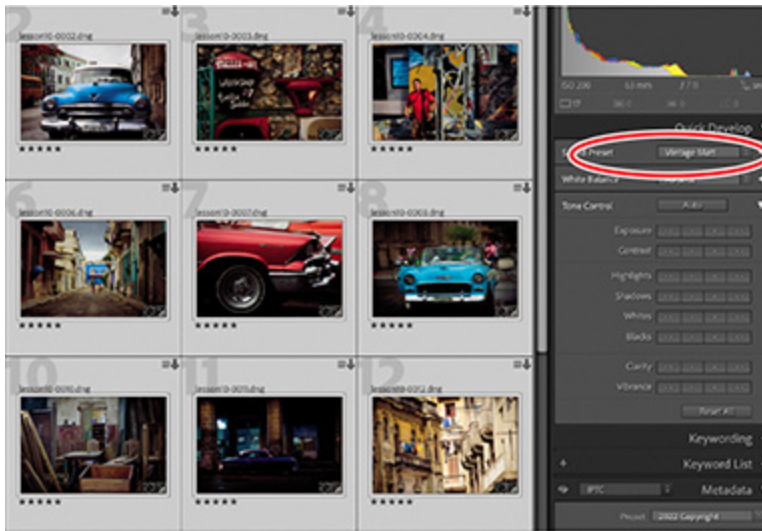 2
3
4
lesson10-0002.dng
lesson10-0003.dng
lesson10-0004.dng
6
7
8
lesson10-0006.dng
lesson10-0007.dng
lesson10-0008.dng
10
11
12
lesson10-0010.dng
lesson10-0011.dng
lesson10-0012.dng
ISO 200
63 mm
Quick Develop
Preset
Vintage Matt
White Balance
Tone Control
Auto
Exposure
Contrast
Highlights
Shadows
Whites
Blacks
Clarity
Vibrance
Reset All
Keywording
+
Keyword List
IPTC
Metadata
Preset
2022 Copyright